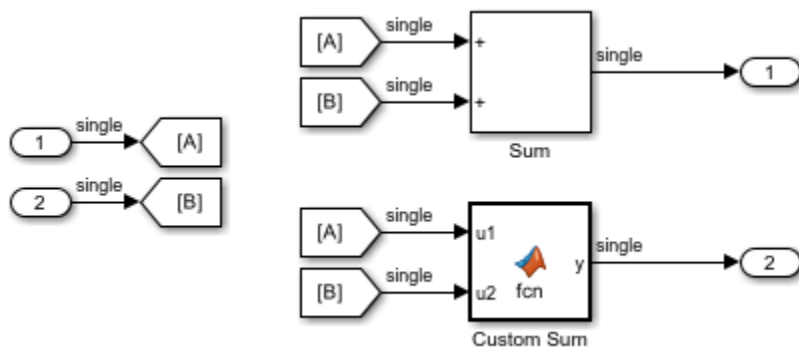 [A] single + single 1
[B] single +
Sum
1 single [A]
2 single [B]
[A] single u1 single 2
fcn y
[B] single u2
Custom Sum